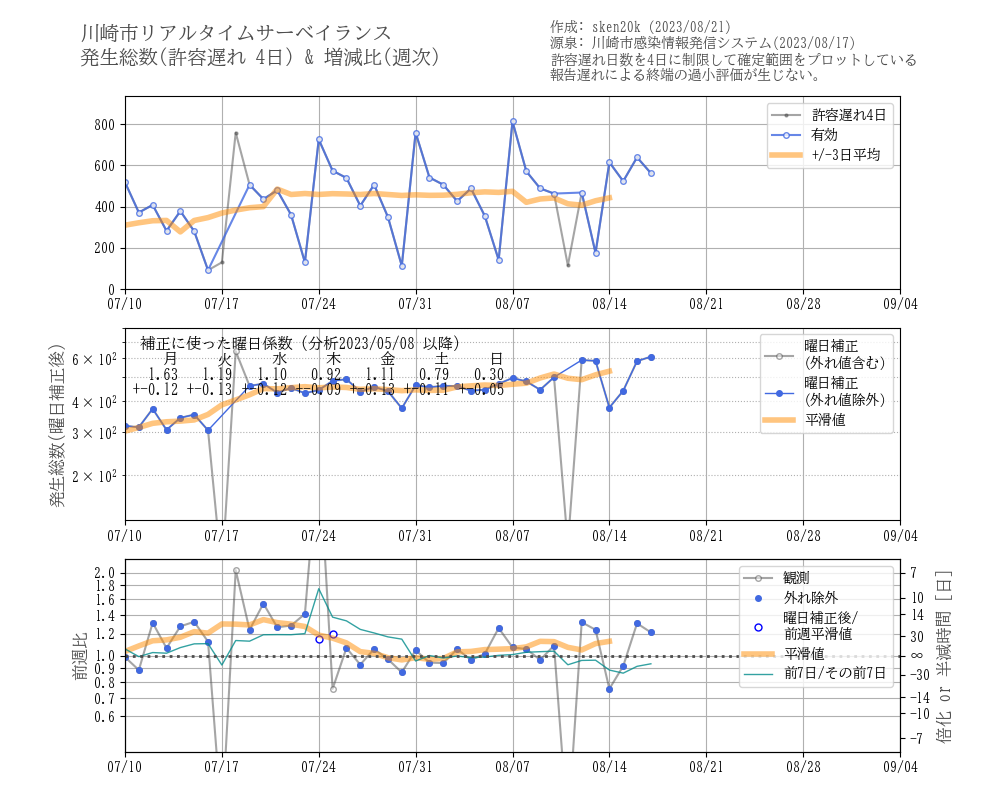 川崎市リアルタイムサーベイランス
発生総数(許容遅れ 4日) & 増減比(週次)
作成: sken20k (2023/08/21)
源泉: 川崎市感染情報発信システム(2023/08/17)
許容遅れ日数を4日に制限して確定範囲をプロットしている
報告遅れによる終端の過小評価が生じない。
800
600
400
200
0
許容遅れ4日
有効
+/-3日平均
07/10 07/17 07/24 07/31 08/07 08/14 08/21 08/28 09/04
発生総数(曜日補正後)
6 × 10²
4 × 10²
3 × 10²
2 × 10²
補正に使った曜日係数 (分析2023/05/08 以降)
月 火 水 木 金 土 日
1.63 1.19 1.10 0.92 1.11 0.79 0.30
+-0.12 +-0.13 +-0.12 +-0.09 +-0.13 +-0.11 +-0.05
曜日補正
(外れ値含む)
曜日補正
(外れ値除外)
平滑値
07/10 07/17 07/24 07/31 08/07 08/14 08/21 08/28 09/04
前週比
2.0
1.8
1.6
1.4
1.2
1.0
0.9
0.8
0.7
0.6
観測
外れ除外
曜日補正後/
前週平滑値
平滑値
前7日/その前7日
7
10
14
30
∞
-30
-14
-10
-7
倍化 or 半減時間 [日]
07/10 07/17 07/24 07/31 08/07 08/14 08/21 08/28 09/04